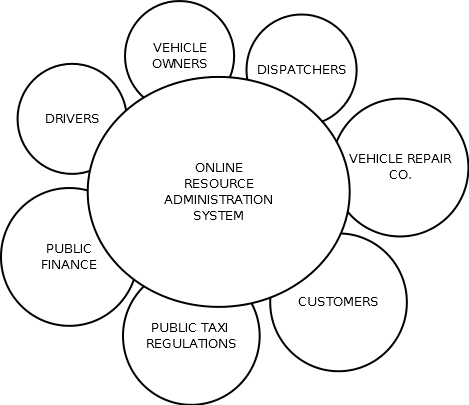 VEHICLE
OWNERS
DISPATCHERS
DRIVERS
VEHICLE REPAIR
CO.
ONLINE
RESOURCE
ADMINISTRATION
SYSTEM
PUBLIC
FINANCE
CUSTOMERS
PUBLIC TAXI
REGULATIONS